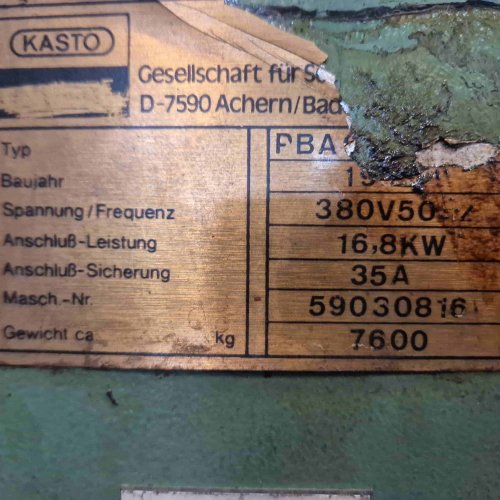 KASTO
Gesellschaft für
D-7590 Achern/Bad
Typ PBA
Baujahr
Spannung/Frequenz 380V50
Anschluß-Leistung 16,8KW
Anschluß-Sicherung 35A
Masch.-Nr. 59030816
Gewicht ca kg 7600